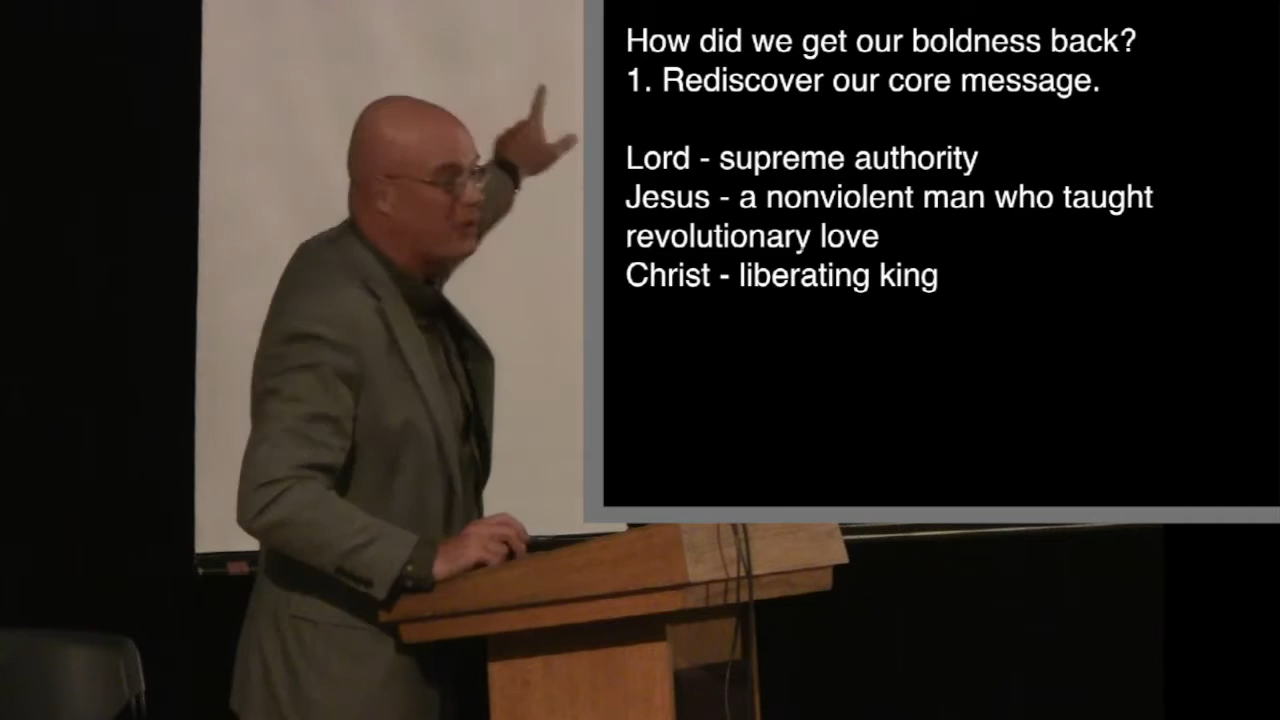 How did we get our boldness back?
1. Rediscover our core message.
Lord - supreme authority
Jesus - a nonviolent man who taught
revolutionary love
Christ - liberating king